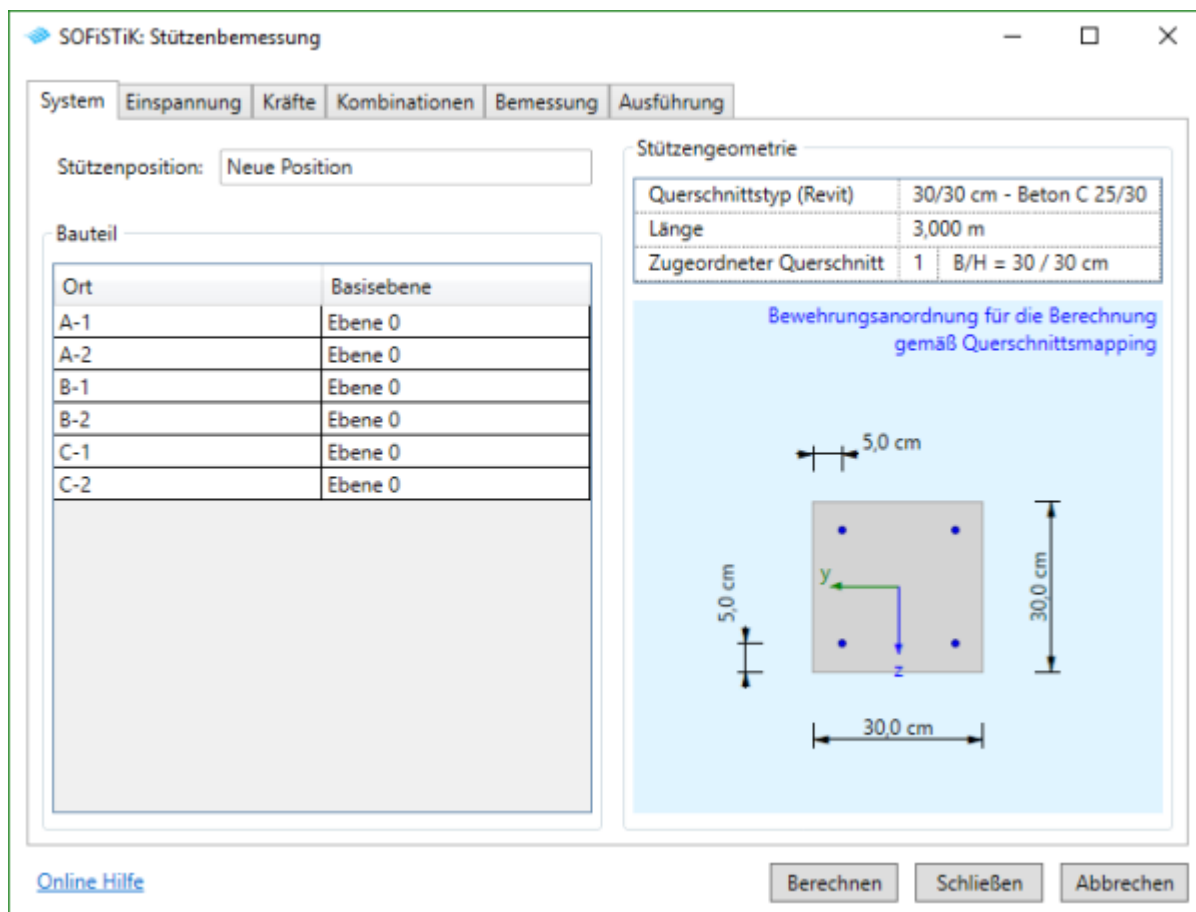 SOFiSTiK: Stützenbemessung
System Einspannung Kräfte Kombinationen Bemessung Ausführung
Stützenposition: Neue Position
Bauteil
Ort Basisebene
A-1 Ebene 0
A-2 Ebene 0
B-1 Ebene 0
B-2 Ebene 0
C-1 Ebene 0
C-2 Ebene 0
Stützengeometrie
Querschnittstyp (Revit) 30/30 cm - Beton C 25/30
Länge 3,000 m
Zugeordneter Querschnitt 1 B/H = 30 / 30 cm
Bewehrungsanordnung für die Berechnung
gemäß Querschnittsmapping
5,0 cm
y
z
5,0 cm
30,0 cm
30,0 cm
Online Hilfe
Berechnen Schließen Abbrechen